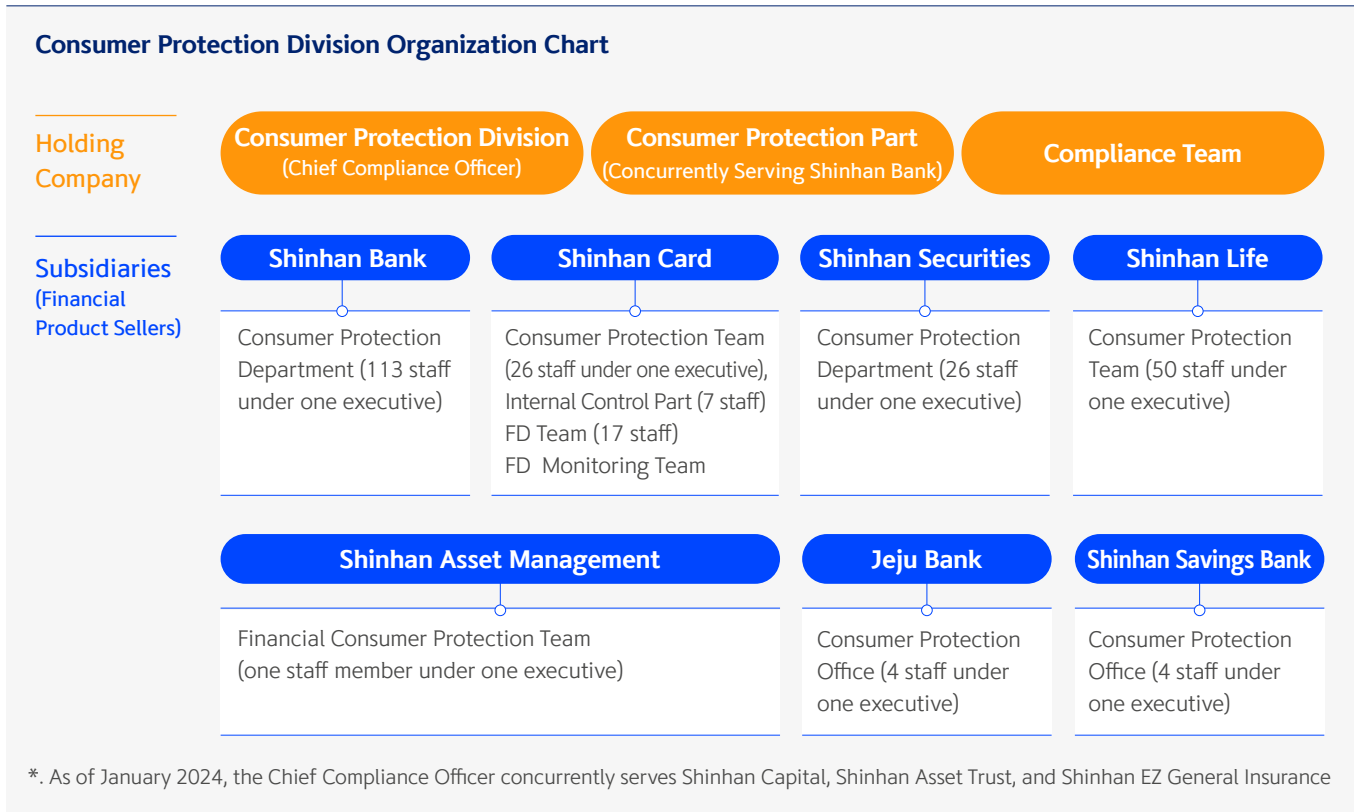 Consumer Protection Division Organization Chart
Holding
Company
Consumer Protection Division
(Chief Compliance Officer)
Consumer Protection Part
(Concurrently Serving Shinhan Bank)
Compliance Team
Subsidiaries
(Financial
Product Sellers)
Shinhan Bank
Consumer Protection
Department (113 staff
under one executive)
Shinhan Card
Consumer Protection Team
(26 staff under one executive),
Internal Control Part (7 staff)
FD Team (17 staff)
FD Monitoring Team
Shinhan Securities
Consumer Protection
Department (26 staff
under one executive)
Shinhan Life
Consumer Protection
Team (50 staff under
one executive)
Shinhan Asset Management
Financial Consumer Protection Team
(one staff member under one executive)
Jeju Bank
Consumer Protection
Office (4 staff under
one executive)
Shinhan Savings Bank
Consumer Protection
Office (4 staff under
one executive)
*. As of January 2024, the Chief Compliance Officer concurrently serves Shinhan Capital, Shinhan Asset Trust, and Shinhan EZ General Insurance